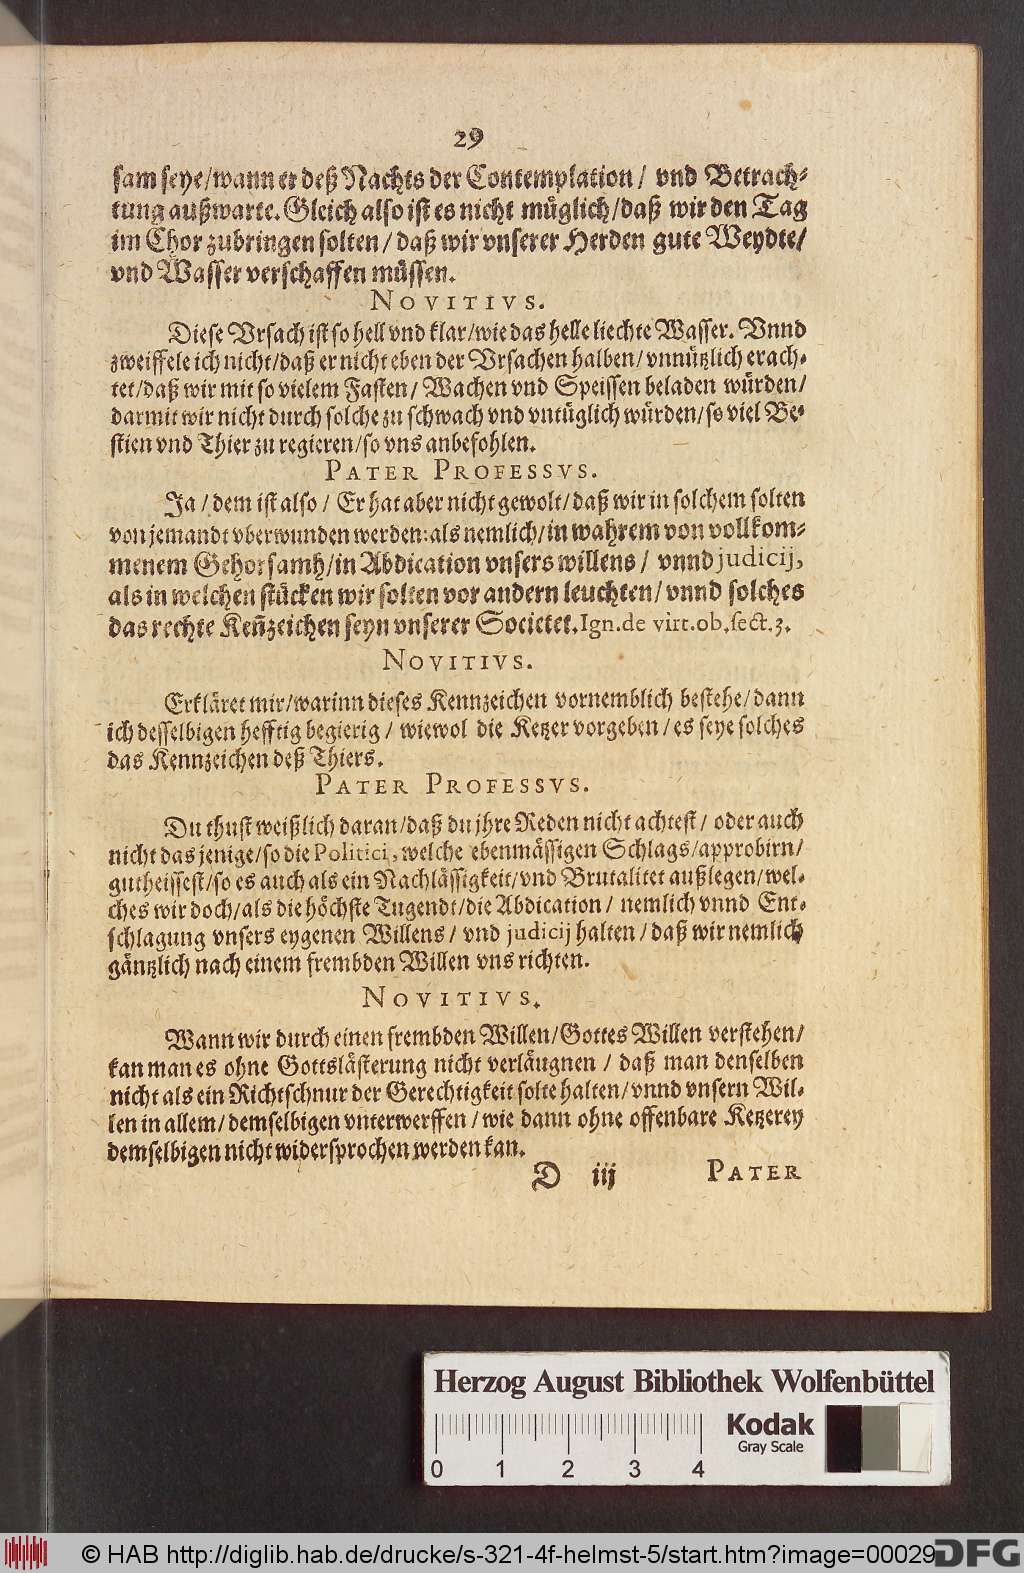 29
sam seye/wann er deß Nachts der Contemplation/ vnd Betrach-
tung außwarte. Gleich also ist es nicht müglich/daß wir den Tag
im Chor zubringen solten/daß wir vnserer Herden gute Weydte/
vnd Wasser verschaffen müssen.
NOVITIVS.
Diese Vrsach ist so hell vnd klar/wie das helle liechte Wasser. Vnnd
zweiffele ich nicht/daß er nicht eben der Vrsachen halben/vnnützlich erach-
tet/daß wir mit so vielem Fasten/ Wachen vnd Speissen beladen würden/
darmit wir nicht durch solche zu schwach vnd vntüglich würden/so viel Be-
stien vnd Thier zu regieren/so vns anbefohlen.
PATER PROFESSVS.
Ja/dem ist also/ Er hat aber nicht gewolt/daß wir in solchem solten
von jemandt vberwunden werden: als nemlich/in wahrem von vollkom-
menem Gehorsamb/in Abdication vnsers willens/ vnnd judicij,
als in welchen stücken wir solten vor andern leuchten/vnnd solches
das rechte Keñzeichen seyn vnserer Societet. Ign. de virt. ob. sect. 3.
NOVITIVS.
Erkläret mir/warinn dieses Kennzeichen vornemblich bestehe/dann
ich desselbigen hefftig begierig/ wiewol die Ketzer vorgeben/es seye solches
das Kennzeichen deß Thiers.
PATER PROFESSVS.
Du thust weißlich daran/daß du jhre Reden nicht achtest/ oder auch
nicht dasjenige/so die Politici, welche ebenmässigen Schlags/approbirn/
gutheissest/so es auch als ein Nachlässigkeit/vnd Brutalitet außlegen/wel-
ches wir doch/als die höchste Tugendt/die Abdication/ nemlich vnnd Ent-
schlagung vnsers eygenen Willens/ vnd judicij halten/daß wir nemlich
gäntzlich nach einem frembden Willen vns richten.
NOVITIVS.
Wann wir durch einen frembden Willen/Gottes Willen verstehen/
kan man es ohne Gottslästerung nicht verläugnen/ daß man denselben
nicht als ein Richtschnur der Gerechtigkeit solte halten/vnnd vnsern Wil-
len in allem/demselbigen vnterwerffen/wie dann ohne offenbare Ketzerey
demselbigen nicht widersprochen werden kan.
D iij PATER
Herzog August Bibliothek Wolfenbüttel
Kodak
Gray Scale
0 1 2 3 4
© HAB http://diglib.hab.de/drucke/s-321-4f-helmst-5/start.htm?image=00029
DFG